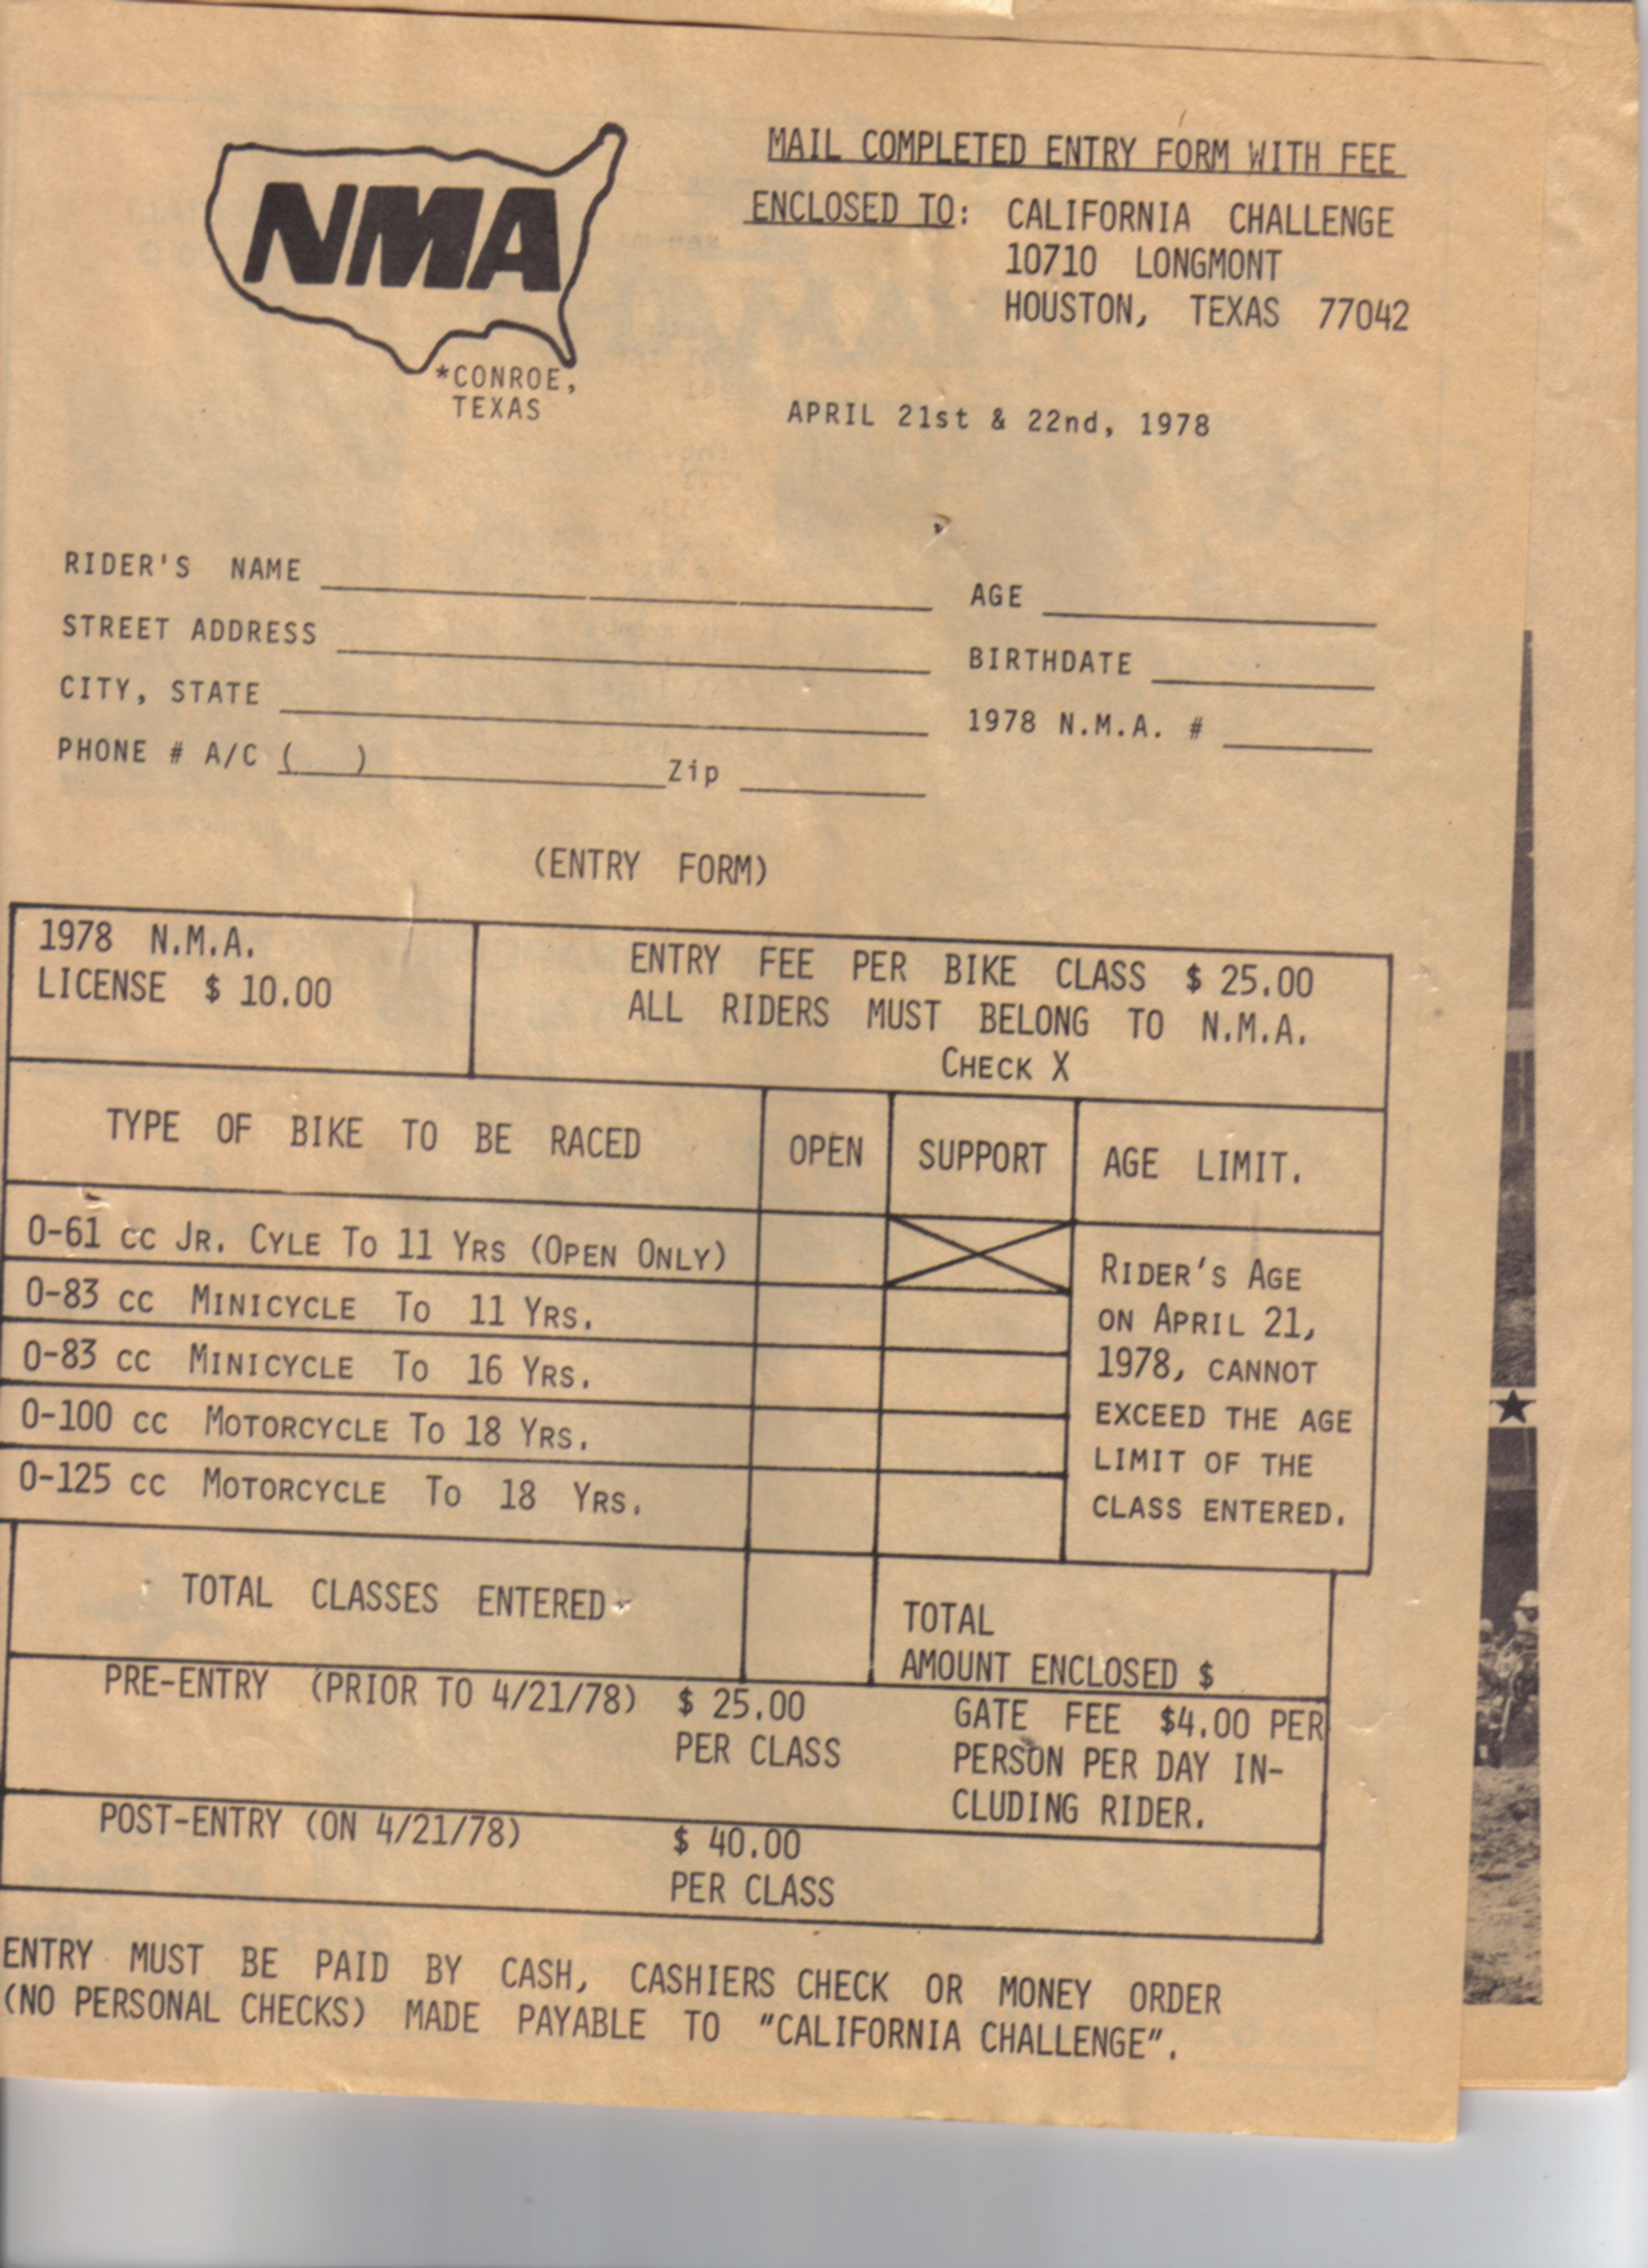 NMA
*CONROE,
TEXAS
MAIL COMPLETED ENTRY FORM WITH FEE
ENCLOSED TO: CALIFORNIA CHALLENGE
10710 LONGMONT
HOUSTON, TEXAS 77042
APRIL 21st & 22nd, 1978
RIDER'S NAME
AGE
STREET ADDRESS
BIRTHDATE
CITY, STATE
1978 N.M.A. #
PHONE # A/C ( ) Zip
(ENTRY FORM)
1978 N.M.A.
LICENSE $ 10.00
ENTRY FEE PER BIKE CLASS $ 25.00
ALL RIDERS MUST BELONG TO N.M.A.
CHECK X
TYPE OF BIKE TO BE RACED
OPEN
SUPPORT
AGE LIMIT.
0-61 CC JR. CYLE TO 11 YRS (OPEN ONLY)
0-83 CC MINICYCLE TO 11 YRS.
0-83 CC MINICYCLE TO 16 YRS.
0-100 CC MOTORCYCLE TO 18 YRS.
0-125 CC MOTORCYCLE TO 18 YRS.
RIDER'S AGE
ON APRIL 21,
1978, CANNOT
EXCEED THE AGE
LIMIT OF THE
CLASS ENTERED.
TOTAL CLASSES ENTERED
TOTAL
AMOUNT ENCLOSED $
PRE-ENTRY (PRIOR TO 4/21/78) $ 25.00
PER CLASS
GATE FEE $4.00 PER
PERSON PER DAY IN-
CLUDING RIDER.
POST-ENTRY (ON 4/21/78) $ 40.00
PER CLASS
ENTRY MUST BE PAID BY CASH, CASHIERS CHECK OR MONEY ORDER
(NO PERSONAL CHECKS) MADE PAYABLE TO "CALIFORNIA CHALLENGE".